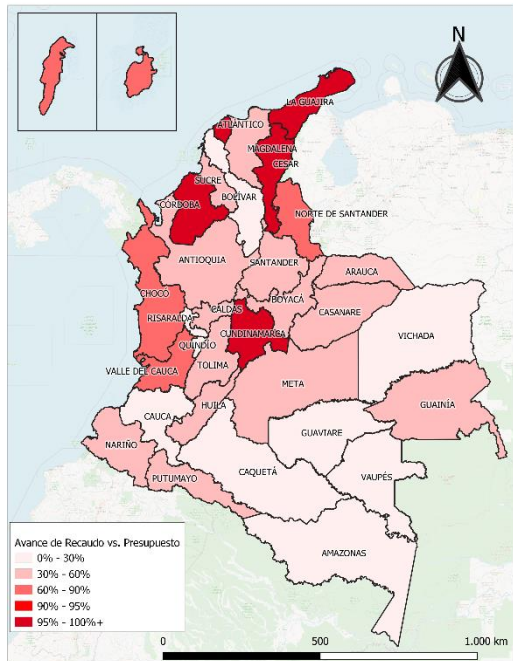 N
LA GUAJIRA
ATLÁNTICO
MAGDALENA
CESAR
SUCRE
BOLÍVAR
CÓRDOBA
NORTE DE SANTANDER
ANTIOQUIA
SANTANDER
ARAUCA
CHOCÓ
BOYACÁ
CALDAS
CASANARE
RISARALDA
CUNDINAMARCA
VICHADA
QUINDÍO
VALLE DEL CAUCA
TOLIMA
META
GUAINÍA
CAUCA
HUILA
GUAVIARE
NARIÑO
CAQUETÁ
VAUPÉS
PUTUMAYO
AMAZONAS
Avance de Recaudo vs. Presupuesto
0% - 30%
30% - 60%
60% - 90%
90% - 95%
95% - 100%+
0 500 1.000 km